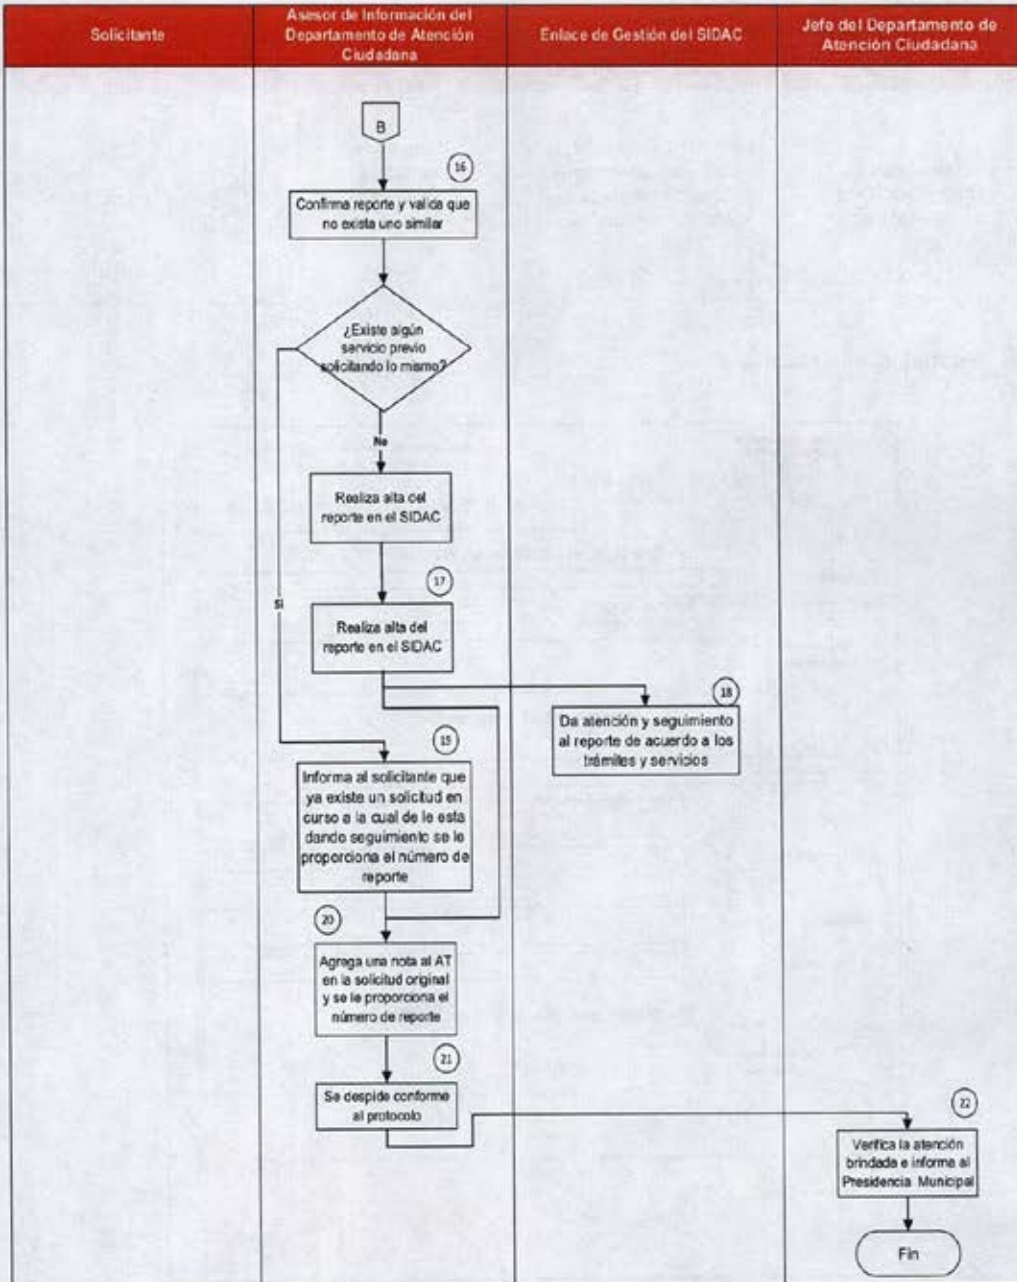 Solicitante
Asesor de Información del
Departamento de Atención
Ciudadana
Enlace de Gestión del SIDAC
Jefa del Departamento de
Atención Ciudadana
B
16
Confirma reporte y valida que
no exista uno similar
¿Existe algún
servicio previo
solicitando lo mismo?
No
Realiza alta del
reporte en el SIDAC
17
SI
Realiza alta del
reporte en el SIDAC
18
Da atención y seguimiento
al reporte de acuerdo a los
trámites y servicios
19
Informa al solicitante que
ya existe un solicitud en
curso a la cual de le esta
dando seguimiento se le
proporciona el número de
reporte
20
Agrega una nota al AT
en la solicitud original
y se le proporciona el
número de reporte
21
Se despide conforme
al protocolo
22
Verifica la atención
brindada e informa al
Presidencia Municipal
Fin